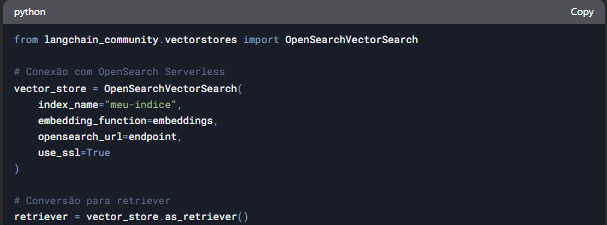 python
Copy
from langchain_community.vectorstores import OpenSearchVectorSearch
# Conexão com OpenSearch Serverless
vector_store = OpenSearchVectorSearch(
    index_name="meu-indice",
    embedding_function=embeddings,
    opensearch_url=endpoint,
    use_ssl=True
)
# Conversão para retriever
retriever = vector_store.as_retriever()